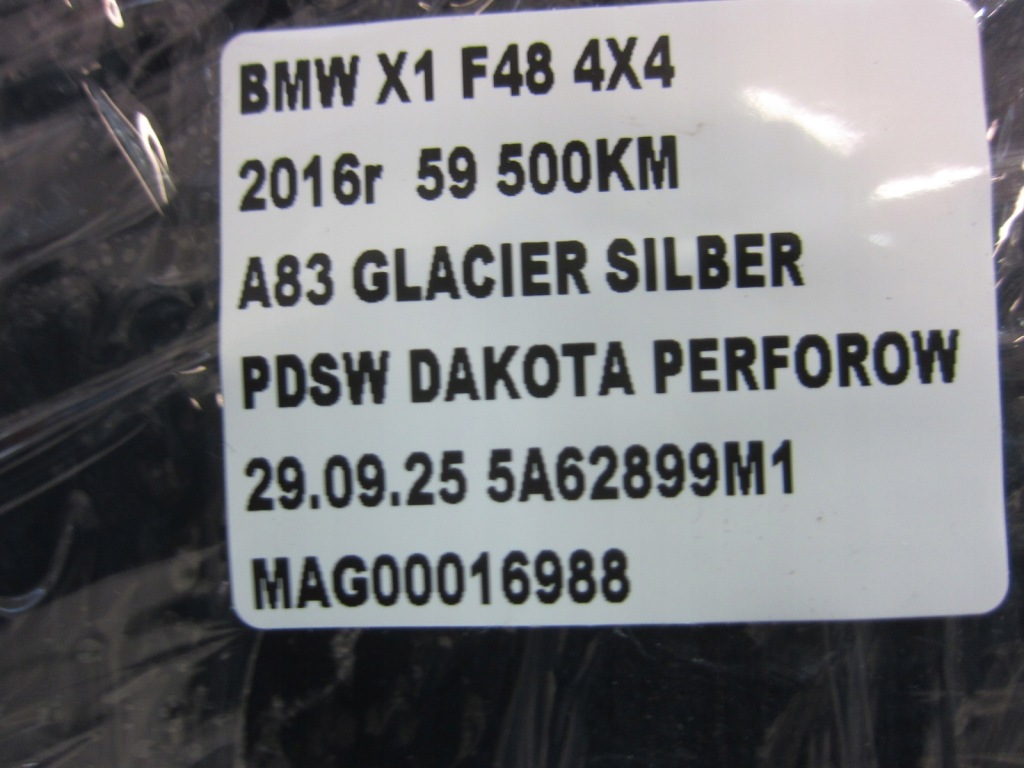 BMW X1 F48 4X4
2016r 59 500KM
A83 GLACIER SILBER
PDSW DAKOTA PERFOROW
29.09.25 5A62899M1
MAG00016988